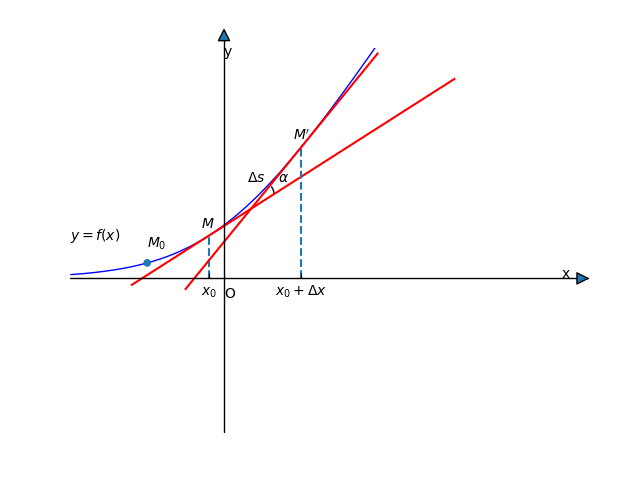 y
M′
Δs α
M
y = f(x)
M₀
x
x₀ O x₀ + Δx